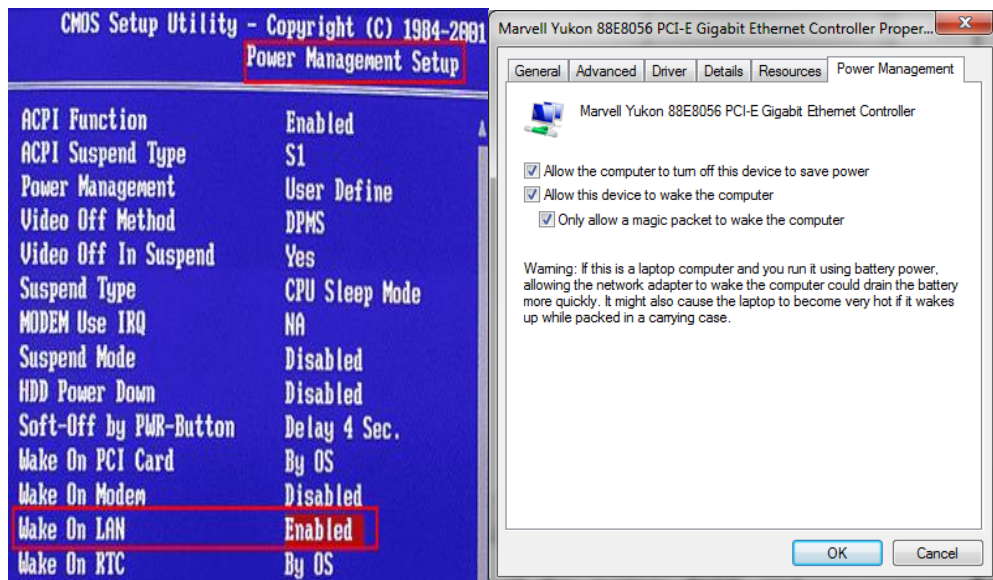 CMOS Setup Utility - Copyright (C) 1984-2001
Power Management Setup
ACPI Function Enabled
ACPI Suspend Type S1
Power Management User Define
Video Off Method DPMS
Video Off In Suspend Yes
Suspend Type CPU Sleep Mode
MODEM Use IRQ NA
Suspend Mode Disabled
HDD Power Down Disabled
Soft-Off by PWR-Button Delay 4 Sec.
Wake On PCI Card By OS
Wake On Modem Disabled
Wake On LAN Enabled
Wake On RTC By OS
Marvell Yukon 88E8056 PCI-E Gigabit Ethernet Controller Proper...
General Advanced Driver Details Resources Power Management
Marvell Yukon 88E8056 PCI-E Gigabit Ethernet Controller
Allow the computer to turn off this device to save power
Allow this device to wake the computer
Only allow a magic packet to wake the computer
Warning: If this is a laptop computer and you run it using battery power,
allowing the network adapter to wake the computer could drain the battery
more quickly. It might also cause the laptop to become very hot if it wakes
up while packed in a carrying case.
OK Cancel